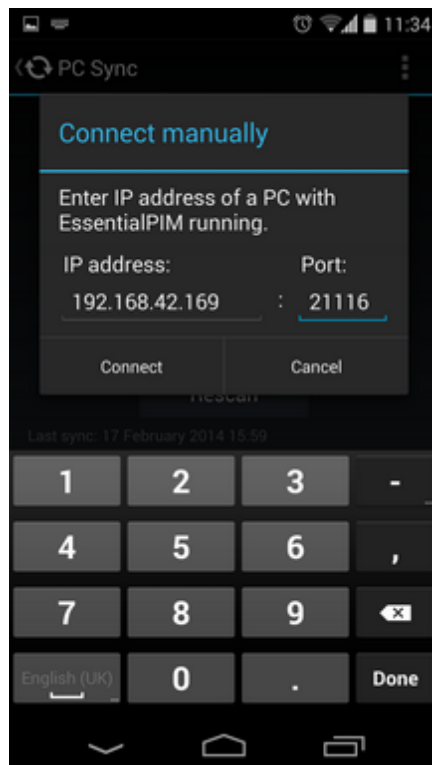 11:34
PC Sync
Connect manually
Enter IP address of a PC with
EssentialPIM running.
IP address: Port:
192.168.42.169 : 21116
Connect Cancel
Rescan
Last sync: 17 February 2014 15:59
1 2 3 -
4 5 6 ,
7 8 9
English (UK) 0 . Done